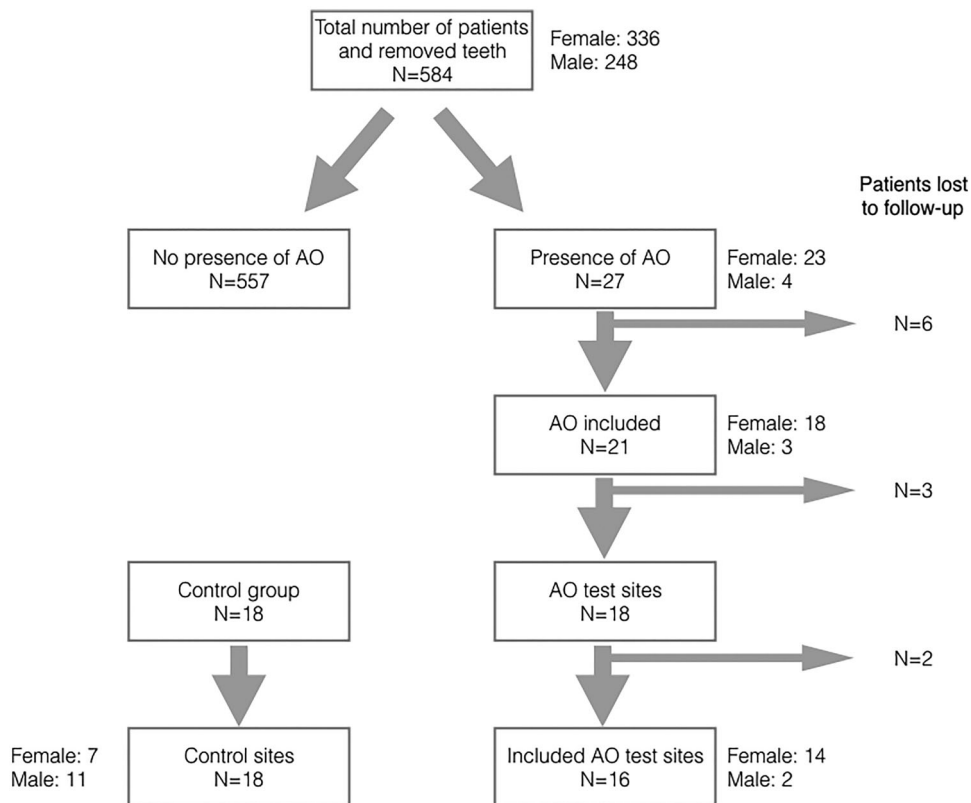 Total number of patients
and removed teeth
N=584
Female: 336
Male: 248
Patients lost
to follow-up
No presence of AO
N=557
Presence of AO
N=27
Female: 23
Male: 4
N=6
AO included
N=21
Female: 18
Male: 3
N=3
Control group
N=18
AO test sites
N=18
N=2
Female: 7
Male: 11
Control sites
N=18
Included AO test sites
N=16
Female: 14
Male: 2